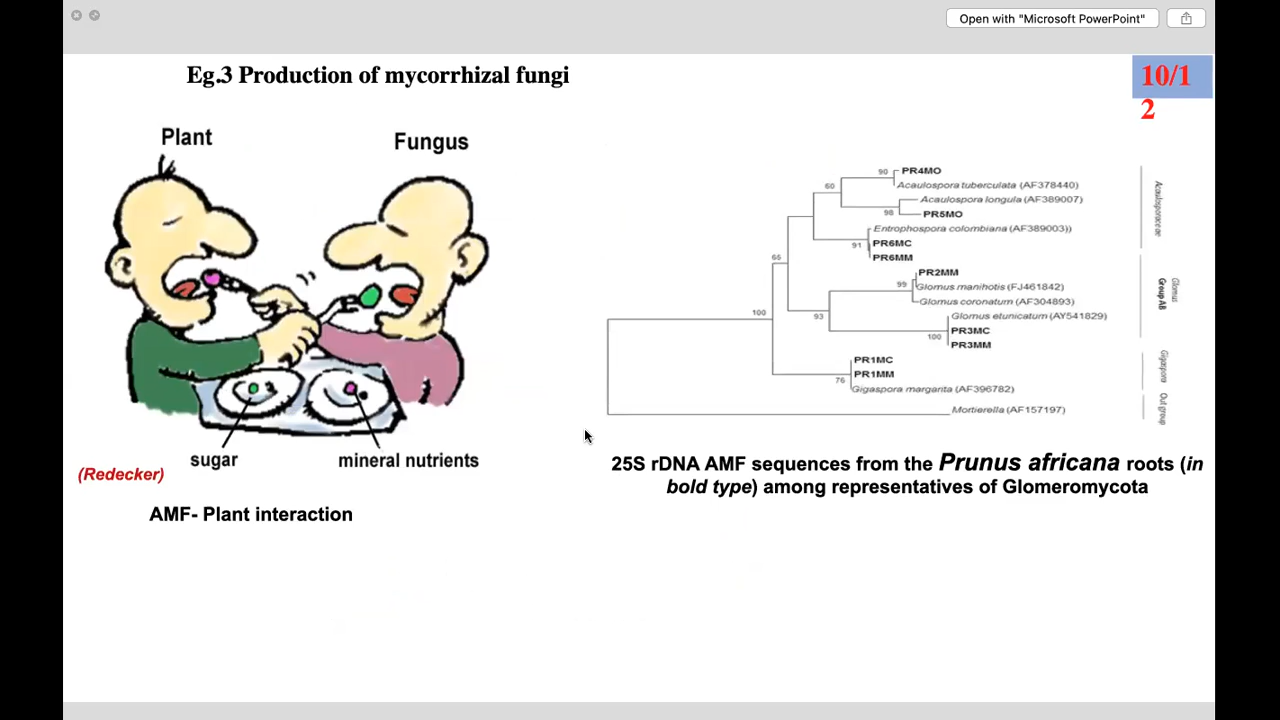 Open with "Microsoft PowerPoint"
Eg.3 Production of mycorrhizal fungi
10/1
2
Plant
Fungus
sugar
mineral nutrients
(Redecker)
AMF- Plant interaction
90
PR4MO
60
Acaulospora tuberculata (AF378440)
Acaulospora longula (AF389007)
98
PR5MO
Entrophospora colombiana (AF389003))
91
PR6MC
PR6MM
65
PR2MM
99
Glomus manihotis (FJ461842)
Glomus coronatum (AF304893)
100
93
Glomus etunicatum (AY541829)
100
PR3MC
PR3MM
PR1MC
PR1MM
76
Gigaspora margarita (AF396782)
Mortierella (AF157197)
Acaulosporaceae
Glomus
Group AB
Gigaspora
Out group
25S rDNA AMF sequences from the Prunus africana roots (in
bold type) among representatives of Glomeromycota